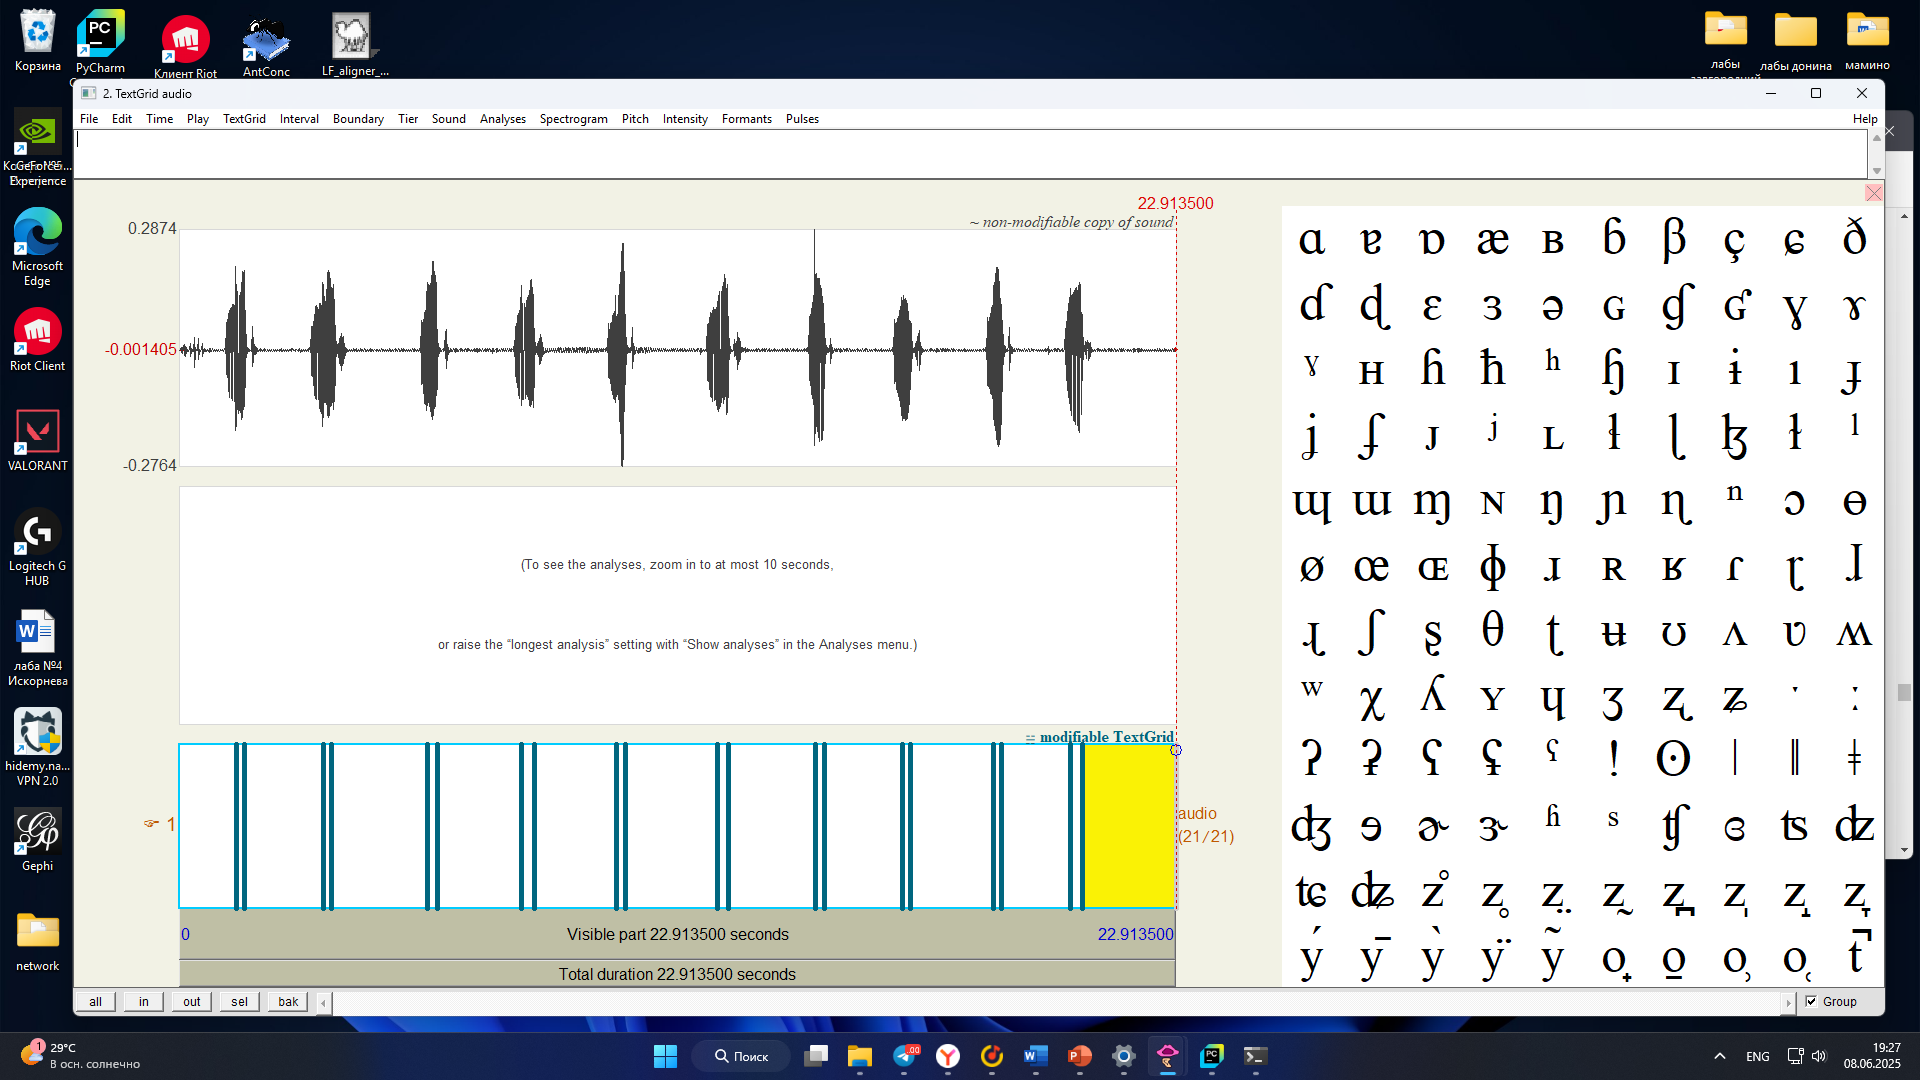 Корзина
PyCharm
Клиент Riot
AntConc
LF_aligner_...
лабы
лабы донина
мамино
GeForce
Experience
Microsoft
Edge
Riot Client
VALORANT
Logitech G
HUB
лаба №4
Искорнева
hidemy.na...
VPN 2.0
Gephi
network
2. TextGrid audio
File Edit Time Play TextGrid Interval Boundary Tier Sound Analyses Spectrogram Pitch Intensity Formants Pulses Help
22.913500
0.2874
~ non-modifiable copy of sound
-0.001405
-0.2764
(To see the analyses, zoom in to at most 10 seconds,
or raise the “longest analysis” setting with “Show analyses” in the Analyses menu.)
modifiable TextGrid
☞ 1
audio
(21/21)
0 Visible part 22.913500 seconds 22.913500
Total duration 22.913500 seconds
all in out sel bak Group
ɑ ɐ ɒ æ ʙ ɓ β ç ɕ ð
ɗ ɖ ɛ ɜ ə ɢ ʠ ɠ ɣ ɤ
ˠ ʜ ɦ ħ ʰ ɧ ɪ ɨ ı ɟ
ʝ ʄ ᴊ ʲ ʟ ɬ ɭ ɮ ɫ ˡ
ɰ ɯ ɱ ɴ ŋ ɲ ɳ ⁿ ɔ ɵ
ø œ ɶ ɸ ɹ ʀ ʁ ɾ ɽ ɺ
ɻ ʃ ʂ θ ʈ ʉ ʊ ʌ ʋ ʍ
ʷ χ ʎ ʏ ɥ ʒ ʐ ʑ ˑ ː
ʔ ʡ ʕ ʢ ˤ ! ʘ ǀ ǁ ǂ
ʤ ɘ ɚ ɝ ʱ ˢ ʧ ɞ ʦ ʣ
ʨ ʥ z̊ z̥ z̤ z̰ z̪ z̩ z̝ z̞
ý ȳ ỳ ÿ ỹ o̟ o̠ o̹ o̜ t̚
29°C
В осн. солнечно
1
Поиск
ENG
19:27
08.06.2025